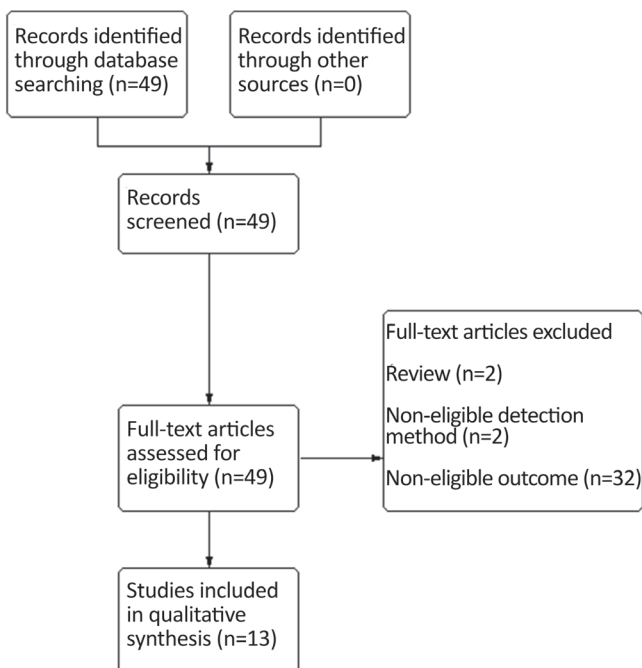 Records identified
through database
searching (n=49)
Records identified
through other
sources (n=0)
Records
screened (n=49)
Full-text articles
assessed for
eligibility (n=49)
Full-text articles excluded
Review (n=2)
Non-eligible detection
method (n=2)
Non-eligible outcome (n=32)
Studies included
in qualitative
synthesis (n=13)